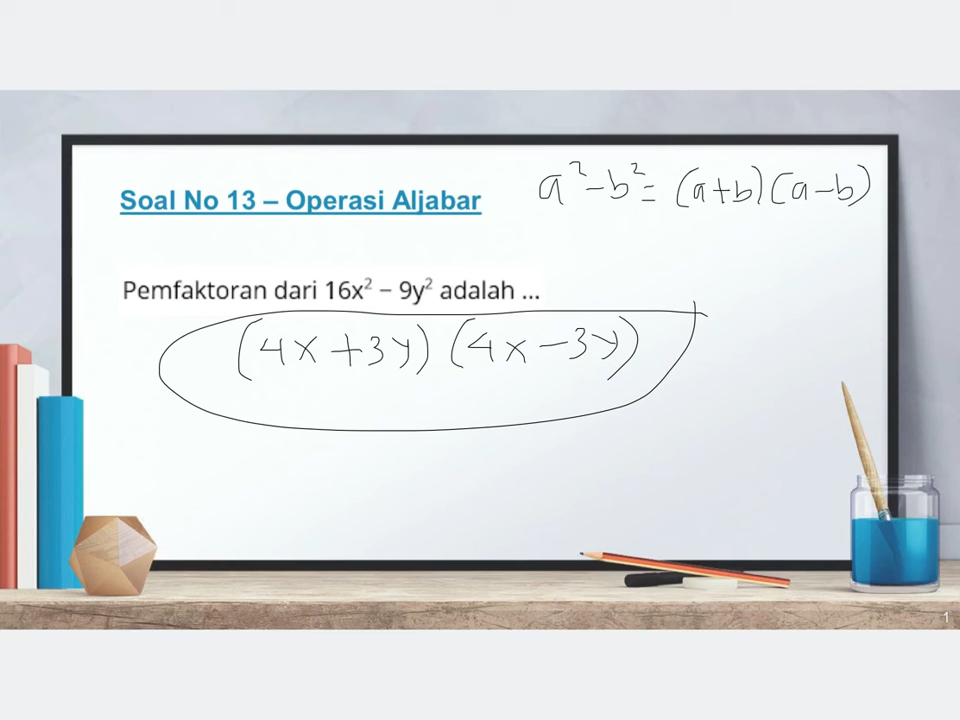 Soal No 13 – Operasi Aljabar
a² - b² = (a+b)(a-b)
Pemfaktoran dari 16x² − 9y² adalah ...
(4x +3y) (4x -3y)
1